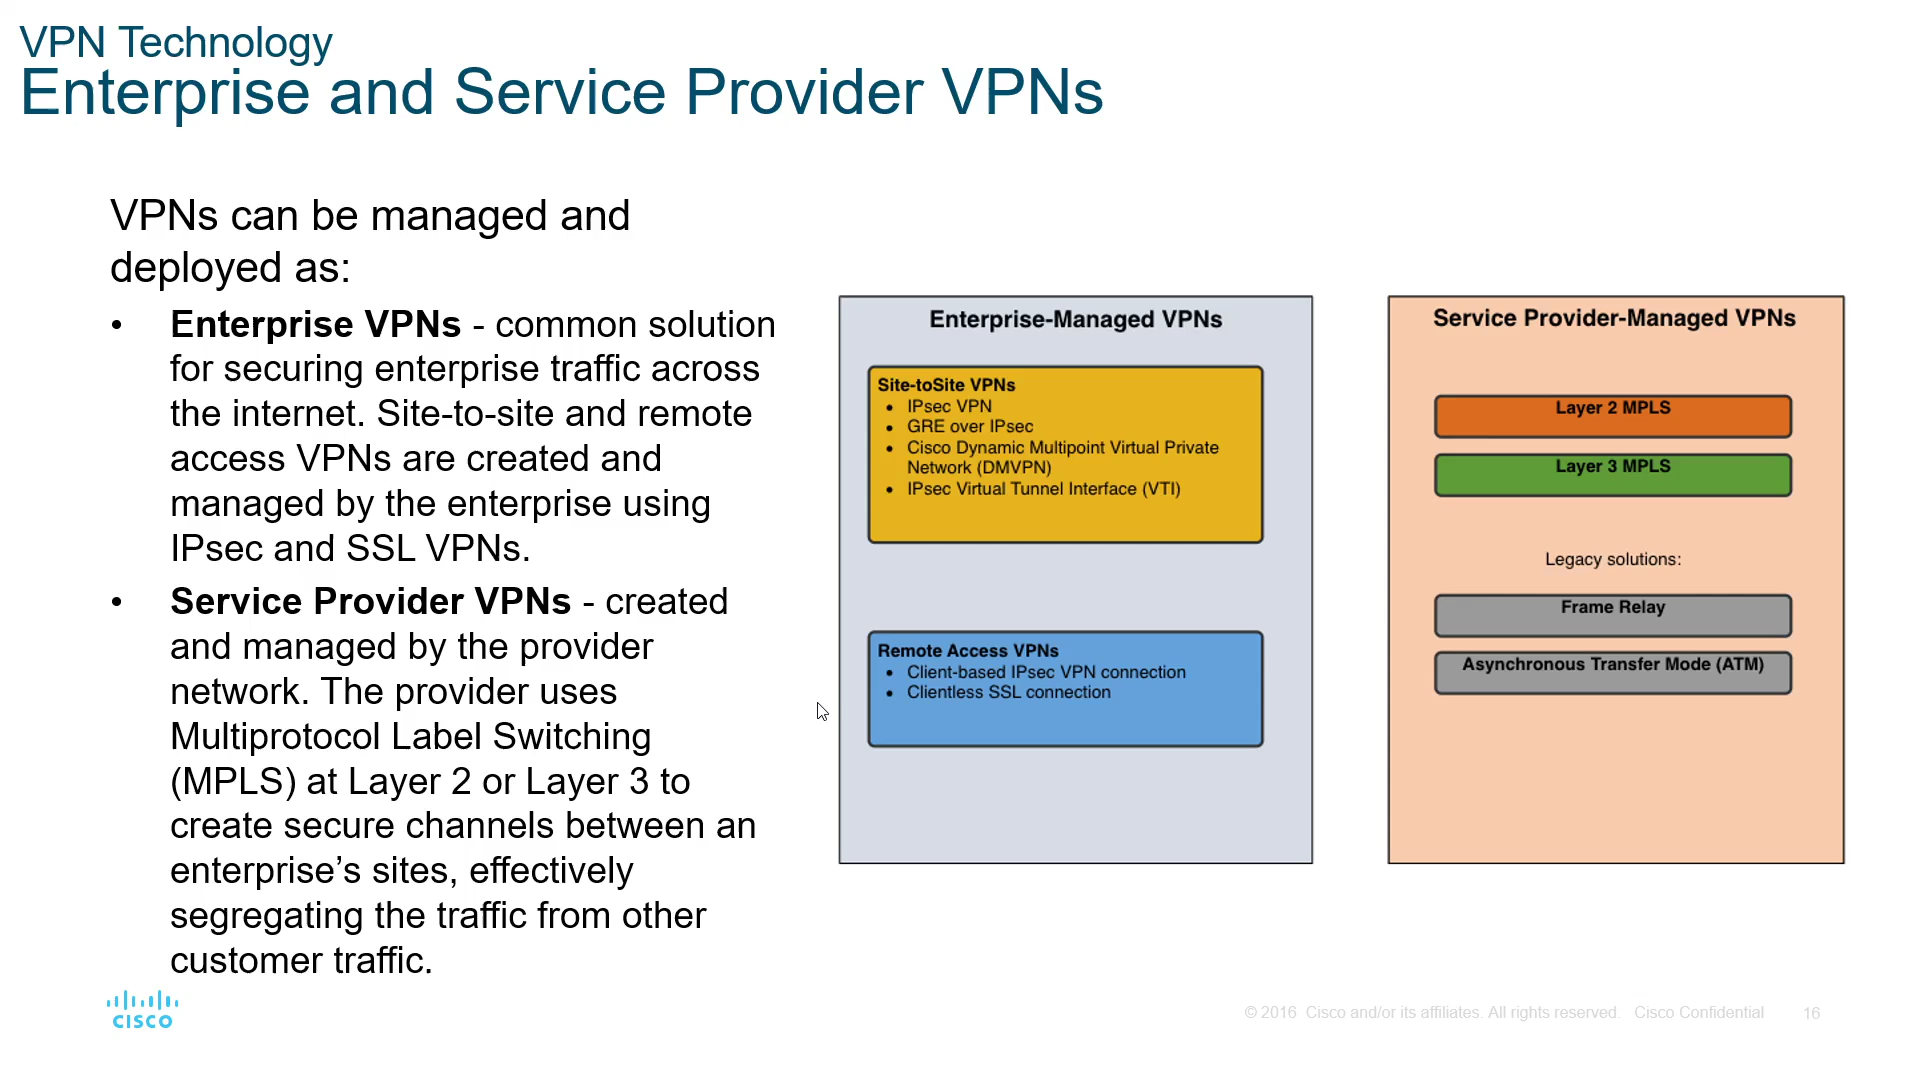 VPN Technology
Enterprise and Service Provider VPNs
VPNs can be managed and
deployed as:
• Enterprise VPNs - common solution
for securing enterprise traffic across
the internet. Site-to-site and remote
access VPNs are created and
managed by the enterprise using
IPsec and SSL VPNs.
• Service Provider VPNs - created
and managed by the provider
network. The provider uses
Multiprotocol Label Switching
(MPLS) at Layer 2 or Layer 3 to
create secure channels between an
enterprise’s sites, effectively
segregating the traffic from other
customer traffic.
Enterprise-Managed VPNs
Site-toSite VPNs
• IPsec VPN
• GRE over IPsec
• Cisco Dynamic Multipoint Virtual Private
Network (DMVPN)
• IPsec Virtual Tunnel Interface (VTI)
Remote Access VPNs
• Client-based IPsec VPN connection
• Clientless SSL connection
Service Provider-Managed VPNs
Layer 2 MPLS
Layer 3 MPLS
Legacy solutions:
Frame Relay
Asynchronous Transfer Mode (ATM)
CISCO
© 2016 Cisco and/or its affiliates. All rights reserved. Cisco Confidential
16